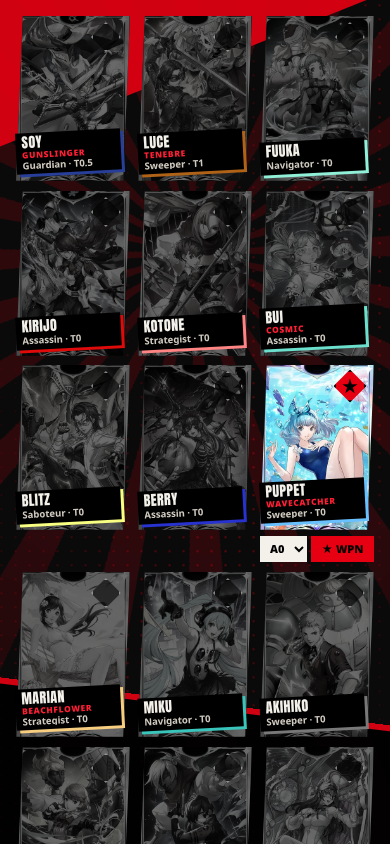 SOY
GUNSLINGER
Guardian · T0.5
LUCE
TENEBRE
Sweeper · T1
FUUKA
Navigator · T0
KIRIJO
Assassin · T0
KOTONE
Strategist · T0
BUI
COSMIC
Assassin · T0
BLITZ
Saboteur · T0
BERRY
Assassin · T0
PUPPET
WAVECATCHER
Sweeper · T0
A0
★ WPN
MARIAN
BEACHFLOWER
Strategist · T0
MIKU
Navigator · T0
AKIHIKO
Sweeper · T0